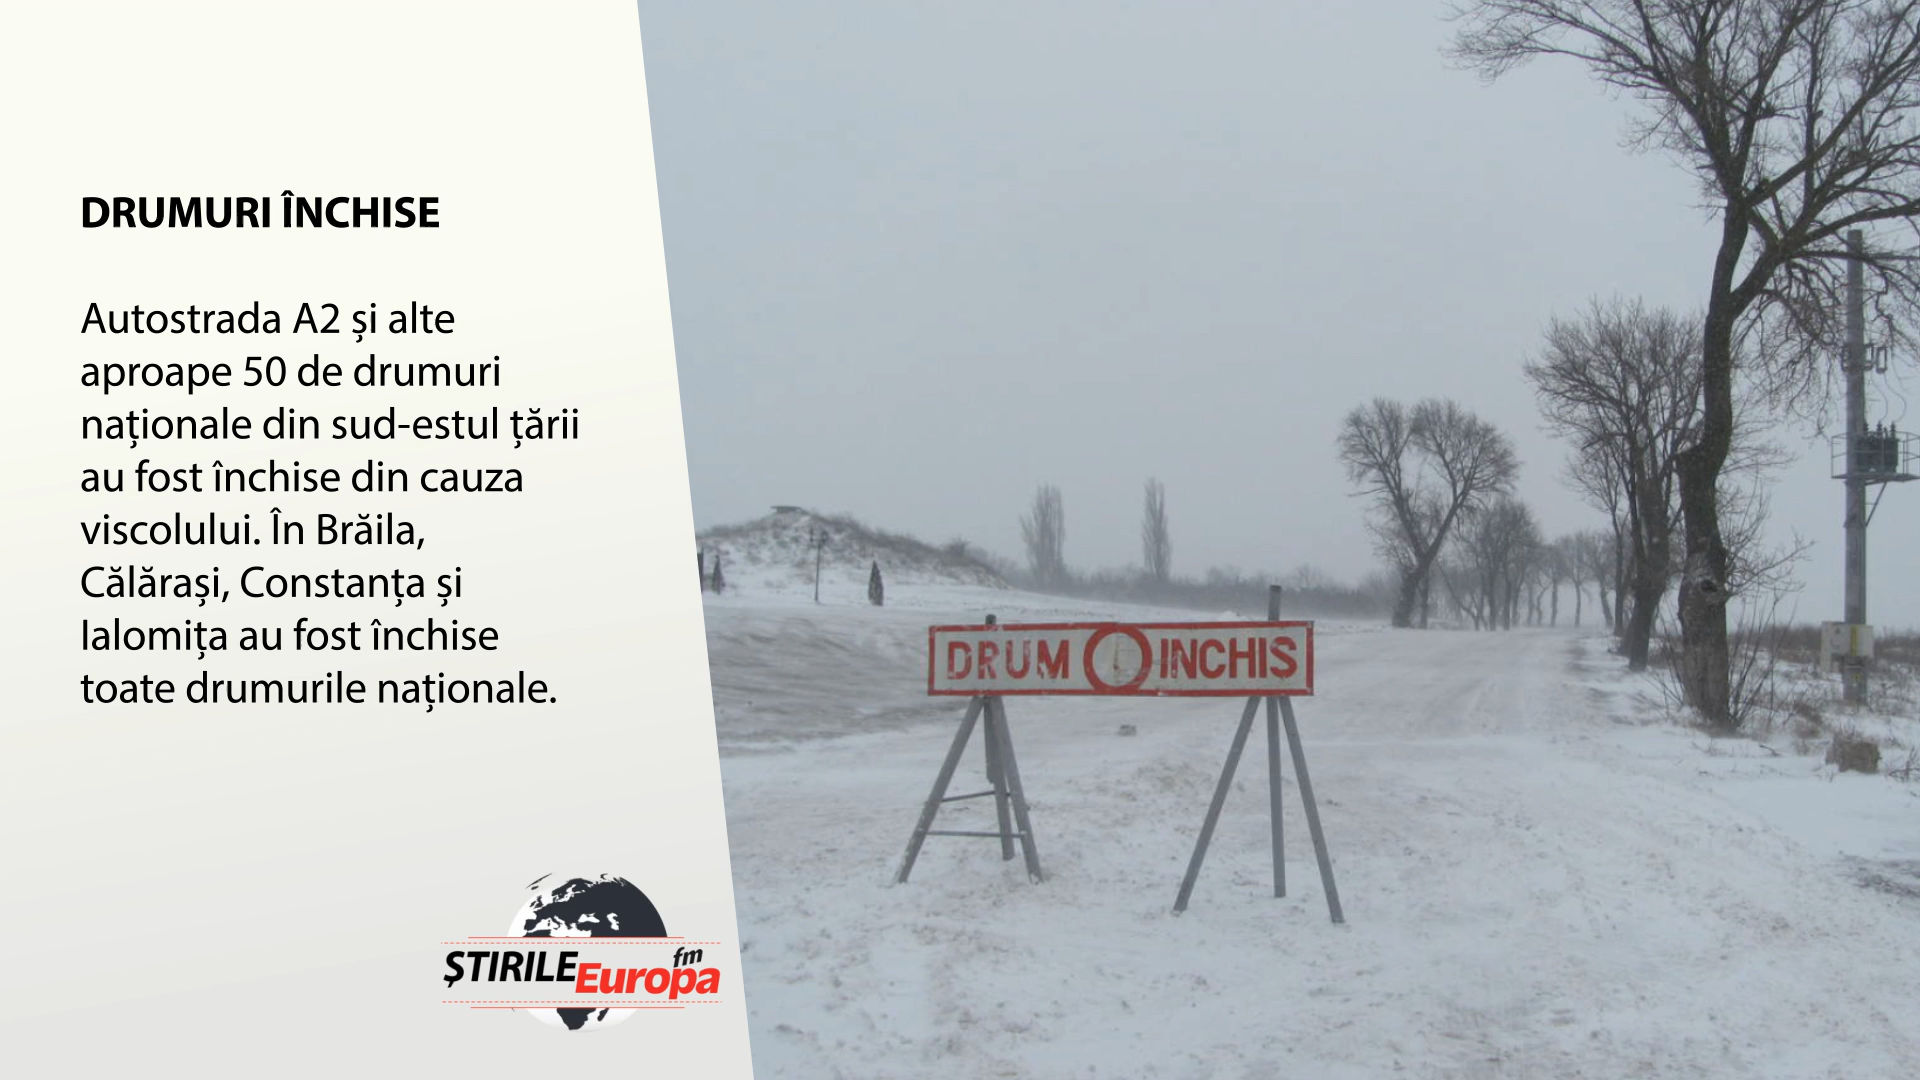 DRUMURI ÎNCHISE
Autostrada A2 și alte
aproape 50 de drumuri
naționale din sud-estul țării
au fost închise din cauza
viscolului. În Brăila,
Călărași, Constanța și
Ialomița au fost închise
toate drumurile naționale.
DRUM INCHIS
ȘTIRILE Europa fm